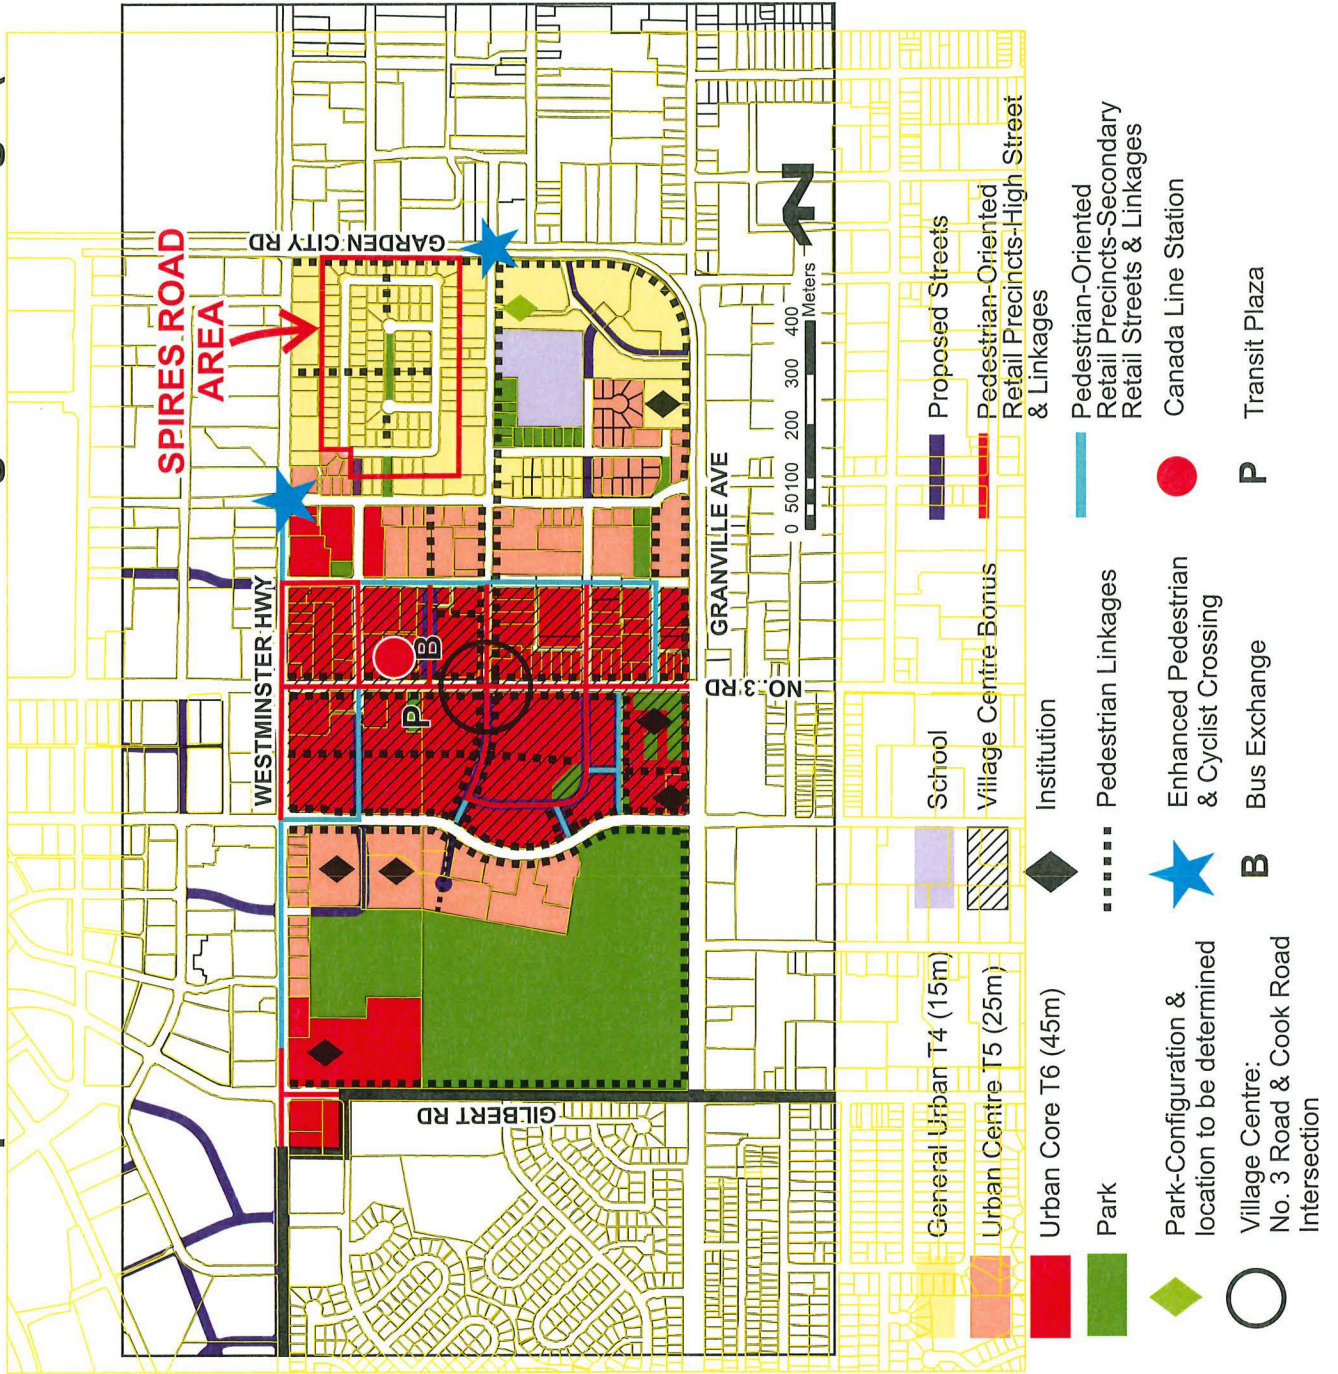 SPIRES ROAD
AREA
WESTMINSTER HWY
GARDEN CITY RD
GRANVILLE AVE
NO. 3 RD
GILBERT RD
B
P
0 50 100 200 300 400
Meters
General Urban T4 (15m)
Urban Centre T5 (25m)
Urban Core T6 (45m)
Park
Park-Configuration &
location to be determined
Village Centre:
No. 3 Road & Cook Road
Intersection
School
Village Centre Bonus
Institution
Pedestrian Linkages
Enhanced Pedestrian
& Cyclist Crossing
B
Bus Exchange
Proposed Streets
Pedestrian-Oriented
Retail Precincts-High Street
& Linkages
Pedestrian-Oriented
Retail Precincts-Secondary
Retail Streets & Linkages
Canada Line Station
P
Transit Plaza